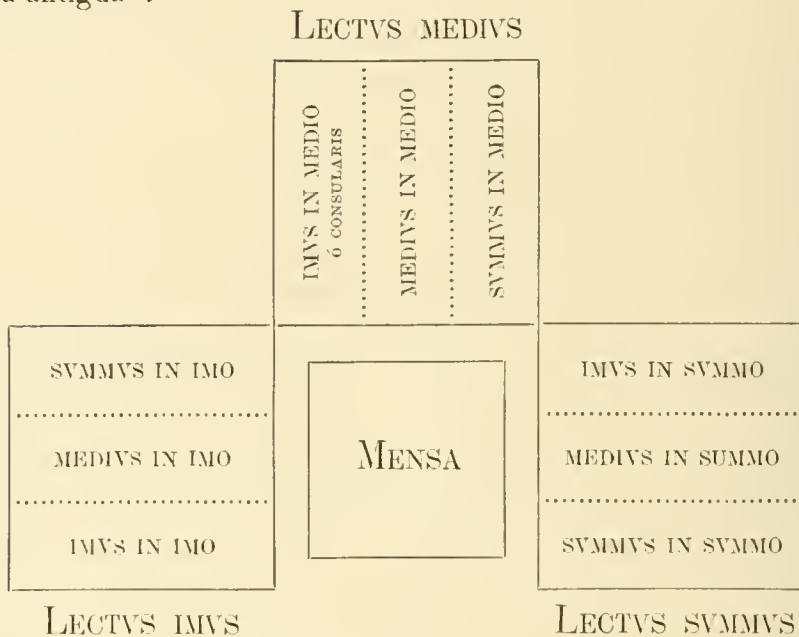 antigua
LECTVS MEDIVS
IMVS IN MEDIO
ó CONSULARIS
MEDIVS IN MEDIO
SVMMVS IN MEDIO
SVMMVS IN IMO
MEDIVS IN IMO
IMVS IN IMO
MENSA
IMVS IN SVMMO
MEDIVS IN SUMMO
SVMMVS IN SVMMO
LECTVS IMVS
LECTVS SVMMVS